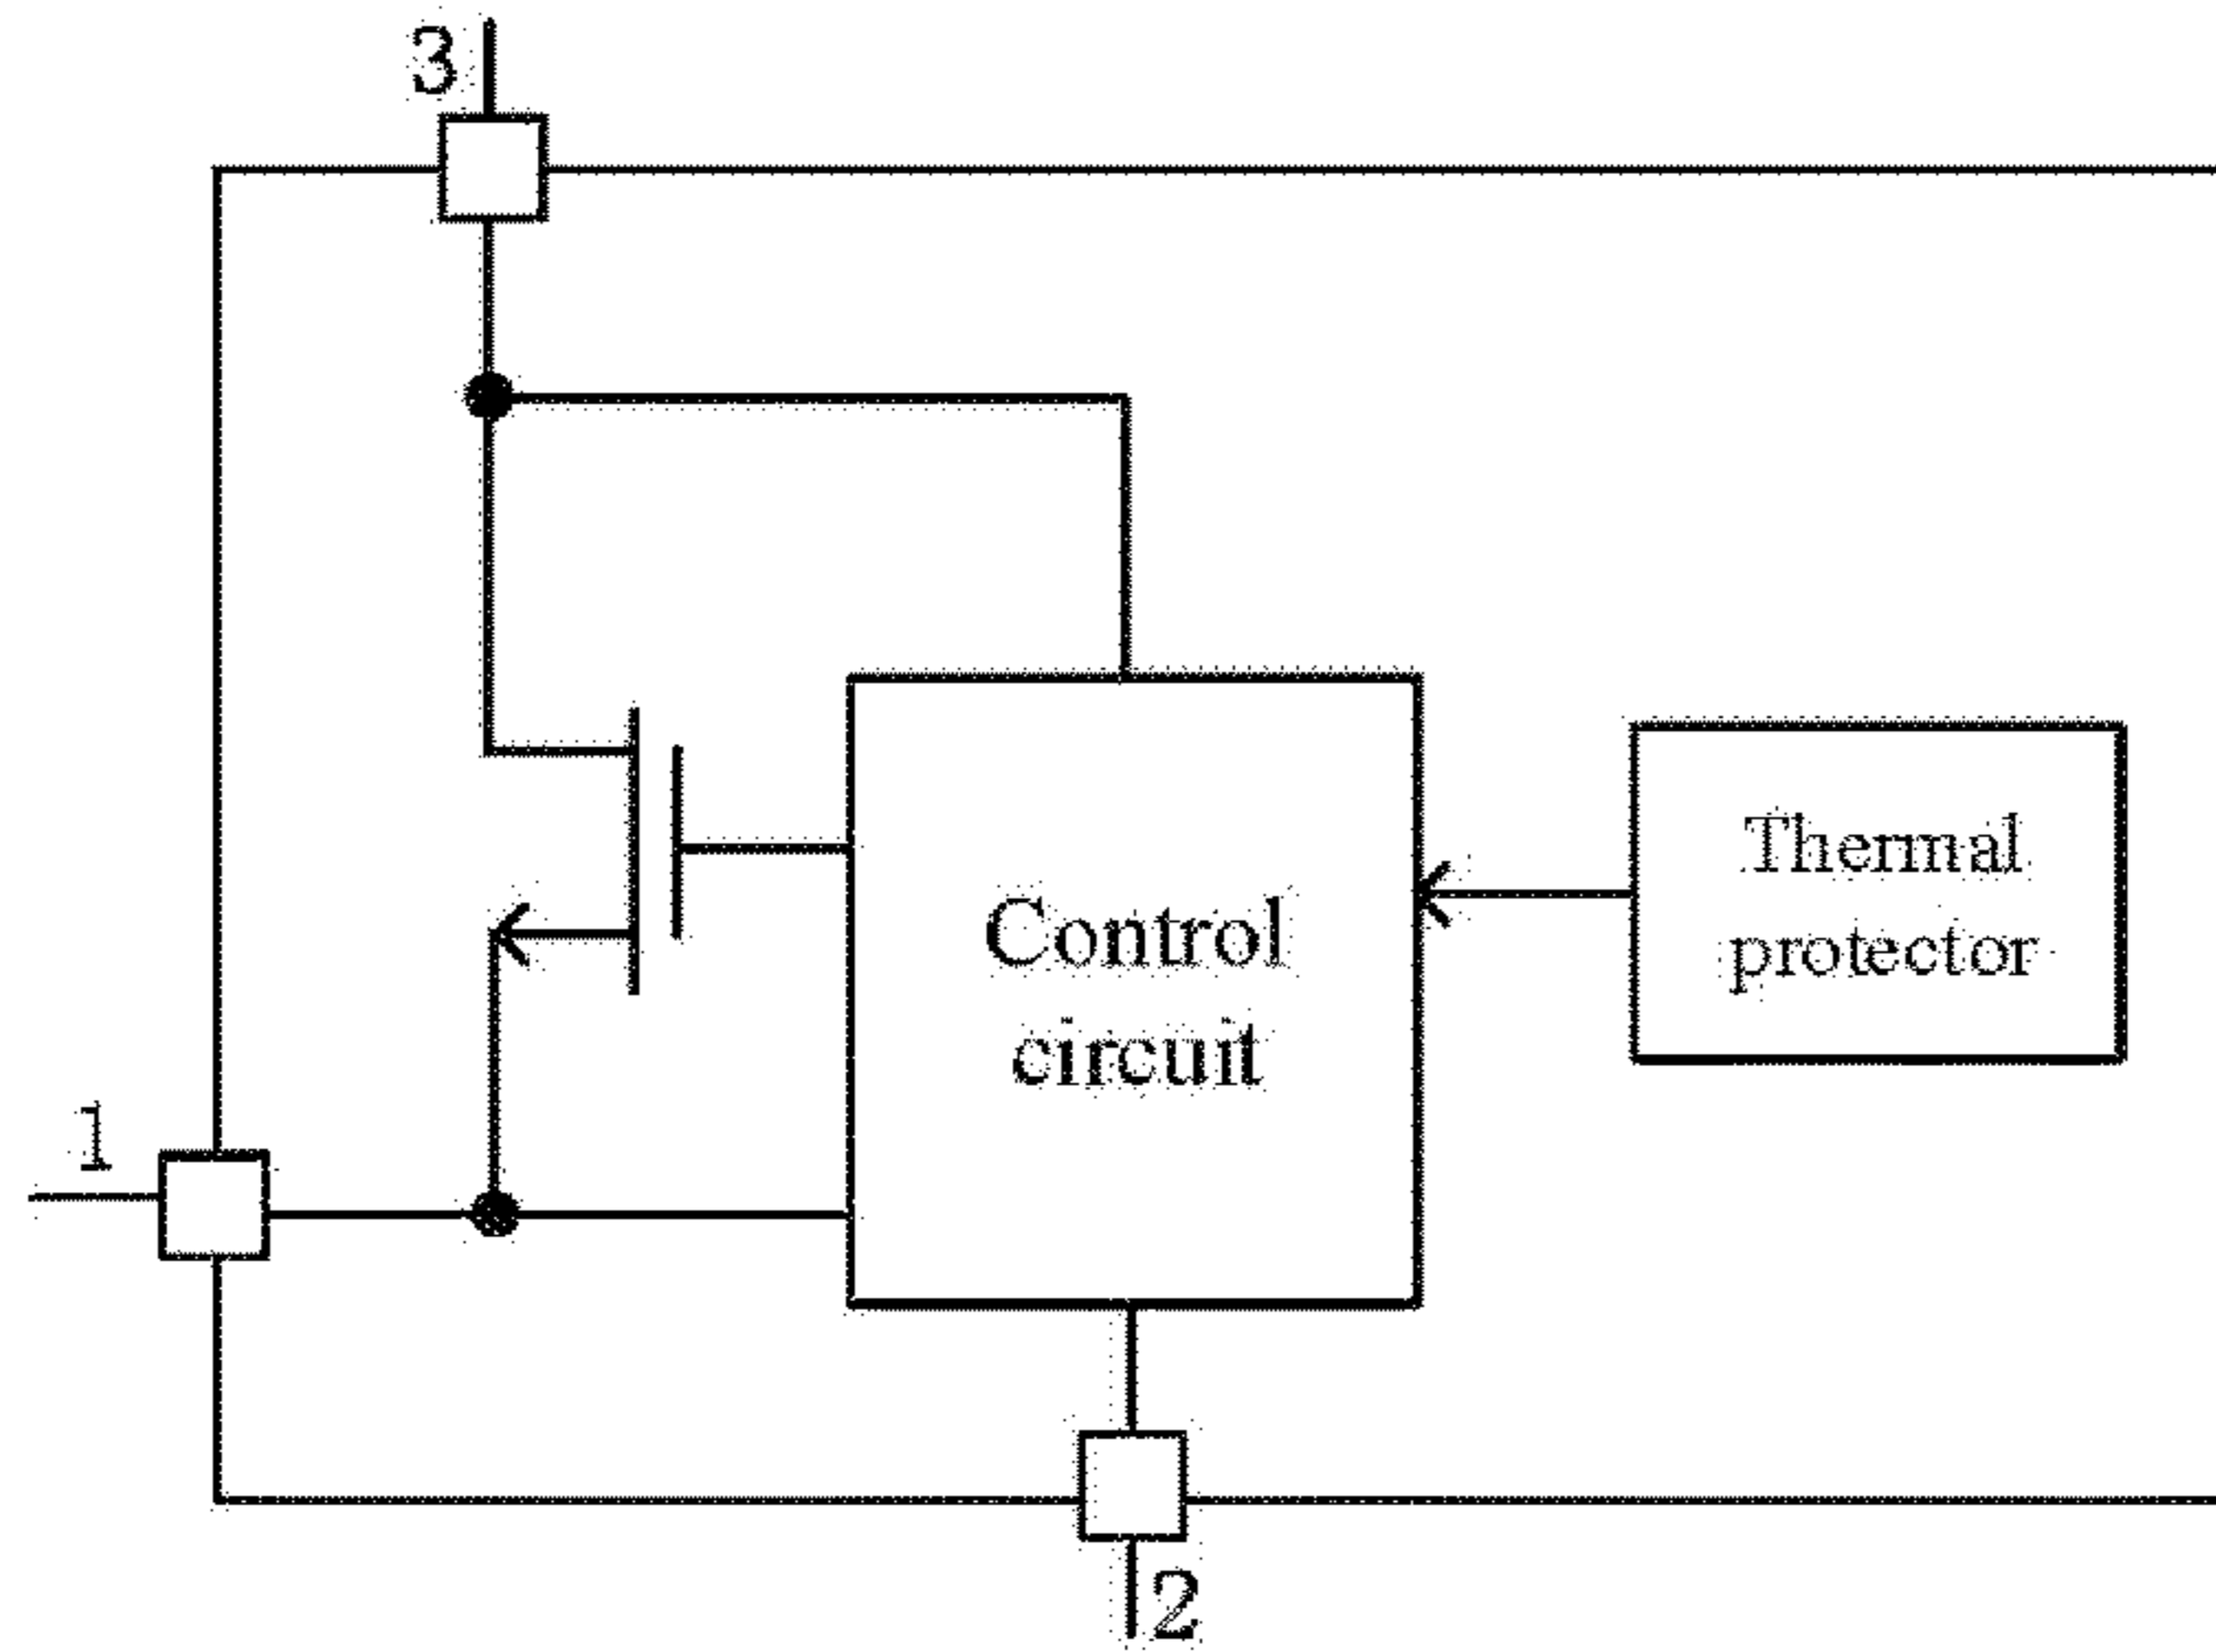 3
Thermal
protector
Control
circuit
1
2